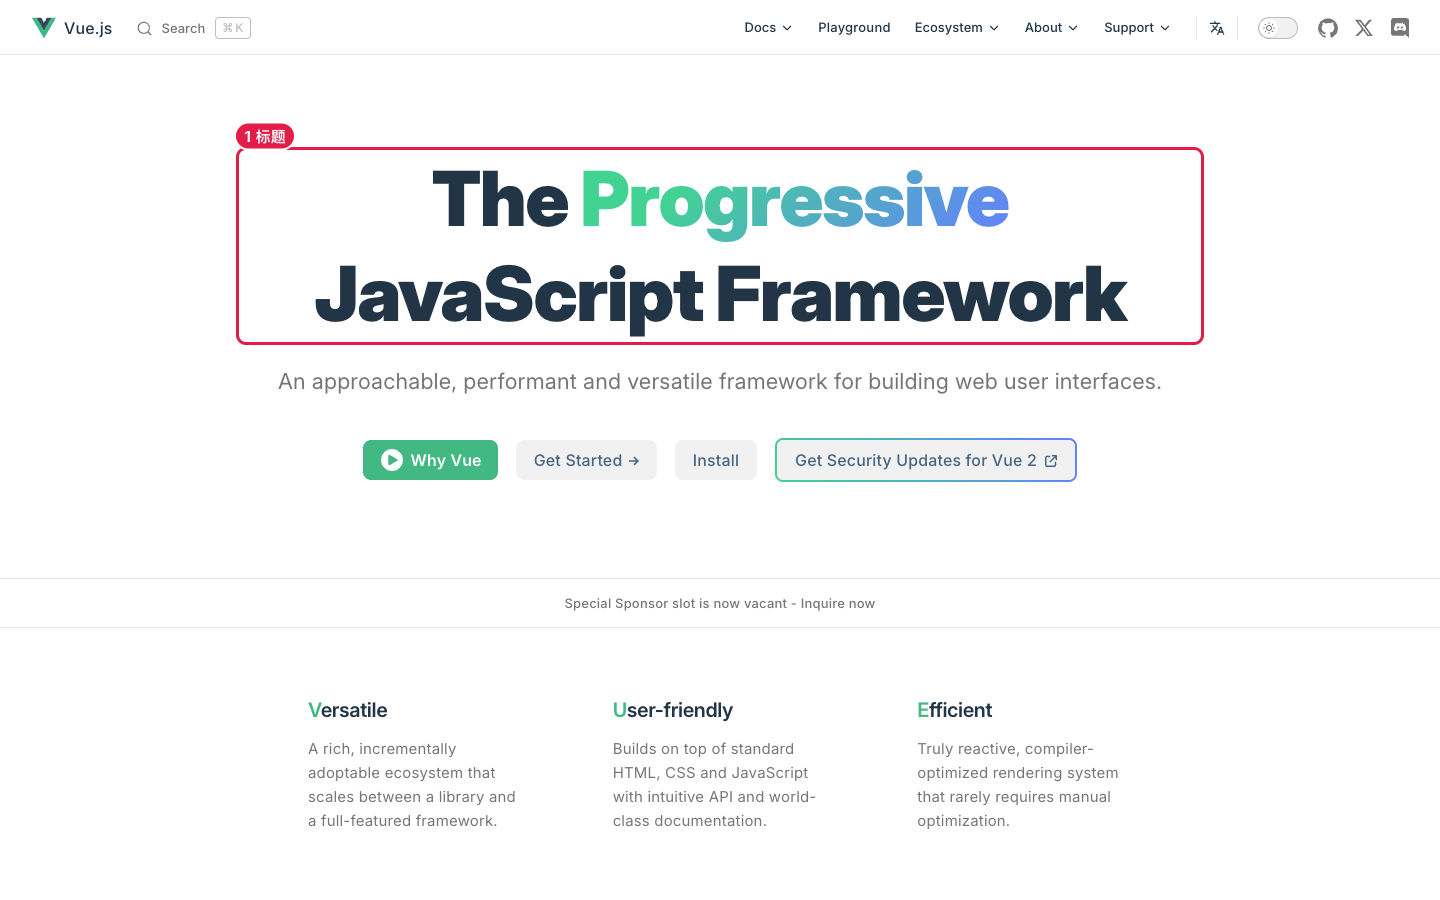 Vue.js Search ⌘ K Docs Playground Ecosystem About Support
1 标题
The Progressive
JavaScript Framework
An approachable, performant and versatile framework for building web user interfaces.
Why Vue Get Started → Install Get Security Updates for Vue 2
Special Sponsor slot is now vacant - Inquire now
Versatile
A rich, incrementally
adoptable ecosystem that
scales between a library and
a full-featured framework.
User-friendly
Builds on top of standard
HTML, CSS and JavaScript
with intuitive API and world-
class documentation.
Efficient
Truly reactive, compiler-
optimized rendering system
that rarely requires manual
optimization.